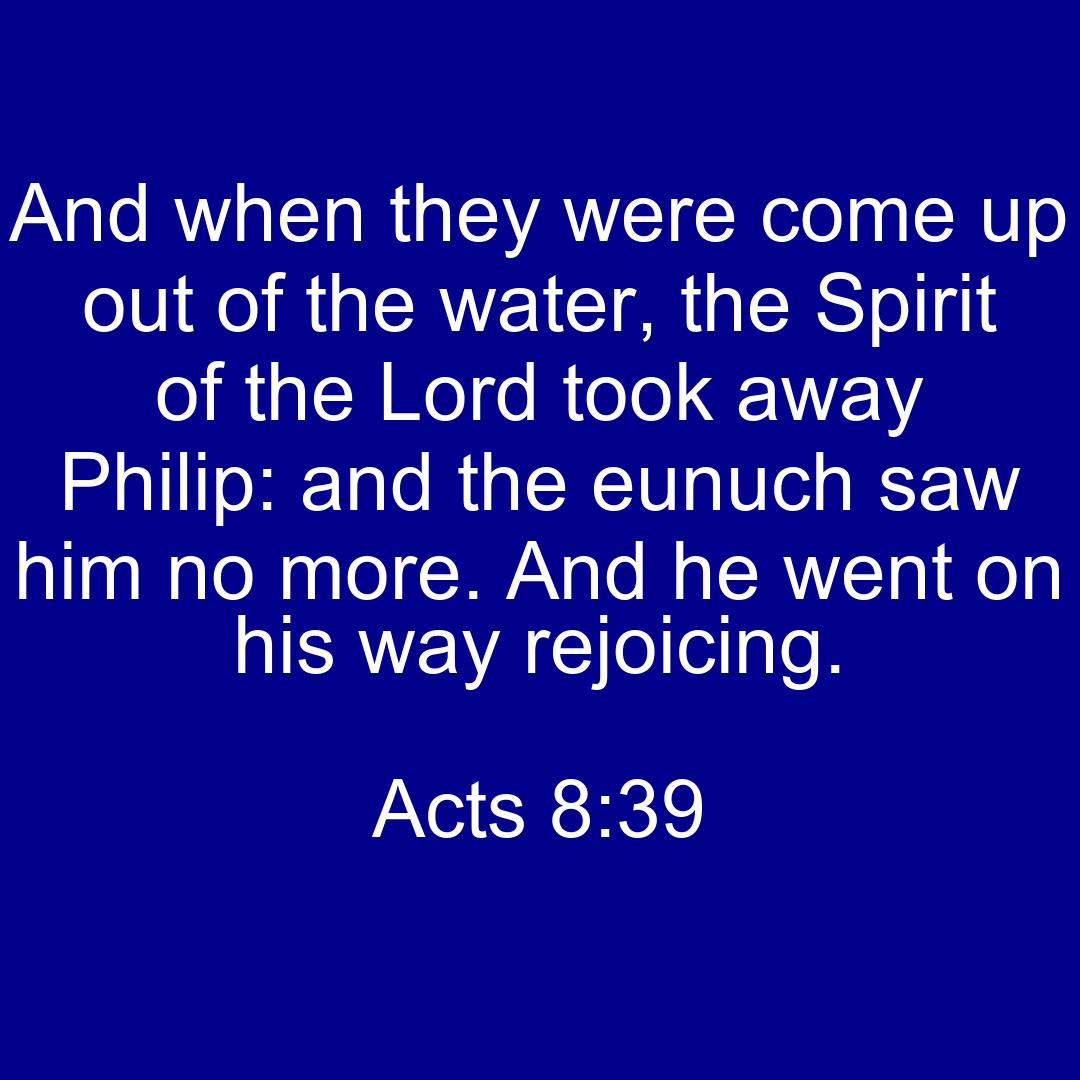 And when they were come up
out of the water, the Spirit
of the Lord took away
Philip: and the eunuch saw
him no more. And he went on
his way rejoicing.
Acts 8:39